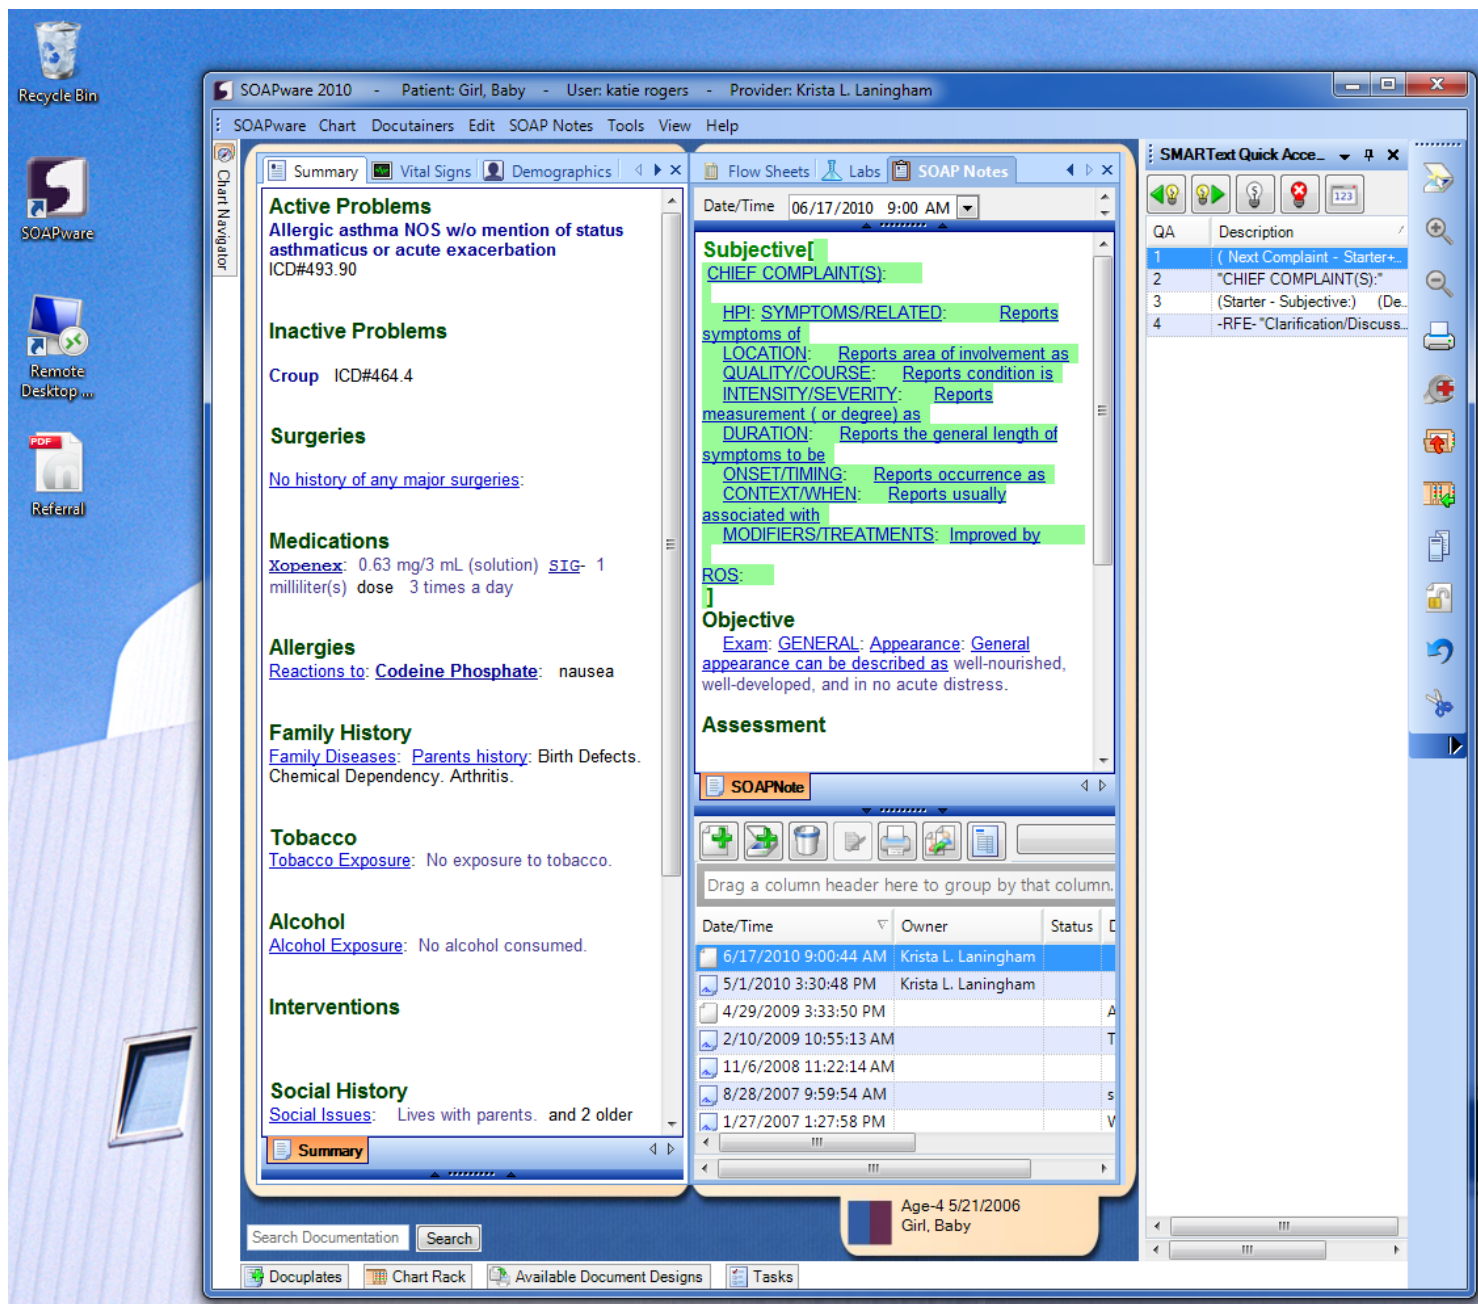 Recycle Bin
SOAPware
Remote
Desktop ...
PDF
Referral
SOAPware 2010 - Patient: Girl, Baby - User: katie rogers - Provider: Krista L. Laningham
SOAPware Chart Docutainers Edit SOAP Notes Tools View Help
Chart Navigator
Summary Vital Signs Demographics
Active Problems
Allergic asthma NOS w/o mention of status
asthmaticus or acute exacerbation
ICD#493.90
Inactive Problems
Croup ICD#464.4
Surgeries
No history of any major surgeries:
Medications
Xopenex: 0.63 mg/3 mL (solution) SIG- 1
milliliter(s) dose 3 times a day
Allergies
Reactions to: Codeine Phosphate: nausea
Family History
Family Diseases: Parents history: Birth Defects.
Chemical Dependency. Arthritis.
Tobacco
Tobacco Exposure: No exposure to tobacco.
Alcohol
Alcohol Exposure: No alcohol consumed.
Interventions
Social History
Social Issues: Lives with parents. and 2 older
Summary
Flow Sheets Labs SOAP Notes
Date/Time 06/17/2010 9:00 AM
Subjective[
CHIEF COMPLAINT(S):
HPI: SYMPTOMS/RELATED: Reports
symptoms of
LOCATION: Reports area of involvement as
QUALITY/COURSE: Reports condition is
INTENSITY/SEVERITY: Reports
measurement ( or degree) as
DURATION: Reports the general length of
symptoms to be
ONSET/TIMING: Reports occurrence as
CONTEXT/WHEN: Reports usually
associated with
MODIFIERS/TREATMENTS: Improved by
ROS:
]
Objective
Exam: GENERAL: Appearance: General
appearance can be described as well-nourished,
well-developed, and in no acute distress.
Assessment
SOAPNote
Drag a column header here to group by that column.
Date/Time Owner Status D
6/17/2010 9:00:44 AM Krista L. Laningham
5/1/2010 3:30:48 PM Krista L. Laningham
4/29/2009 3:33:50 PM A
2/10/2009 10:55:13 AM T
11/6/2008 11:22:14 AM
8/28/2007 9:59:54 AM s
1/27/2007 1:27:58 PM
Age-4 5/21/2006
Girl, Baby
Search Documentation Search
Docuplates Chart Rack Available Document Designs Tasks
SMARText Quick Acce...
123
QA Description
1 ( Next Complaint - Starter+...
2 "CHIEF COMPLAINT(S):"
3 (Starter - Subjective:) (De...
4 -RFE- "Clarification/Discuss...